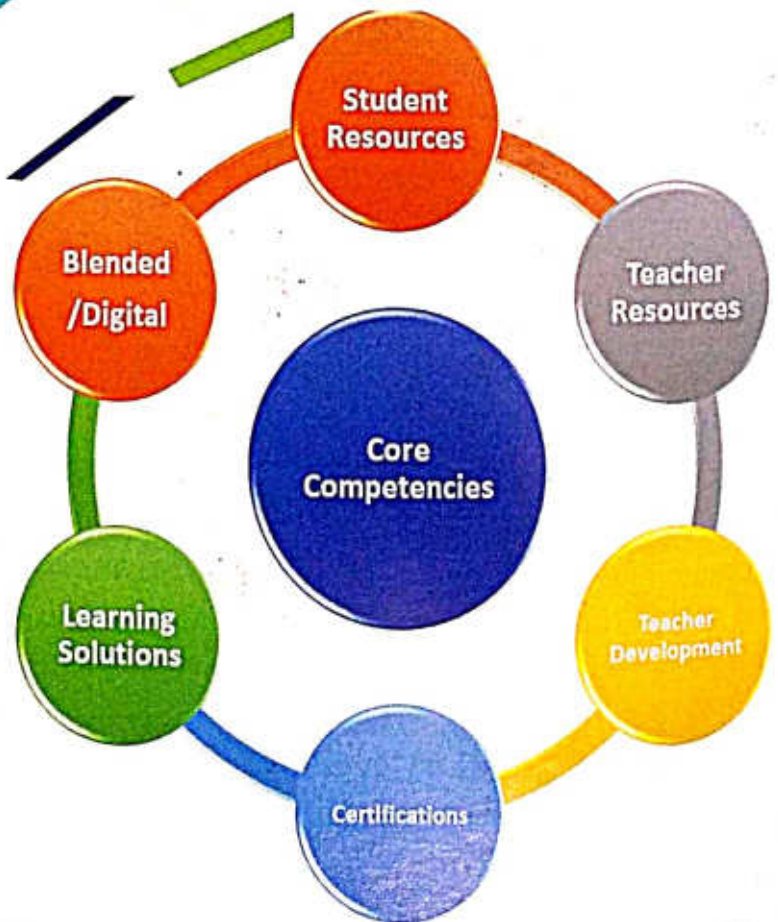 Student
Resources
Teacher
Resources
Teacher
Development
Certifications
Learning
Solutions
Blended
/Digital
Core
Competencies